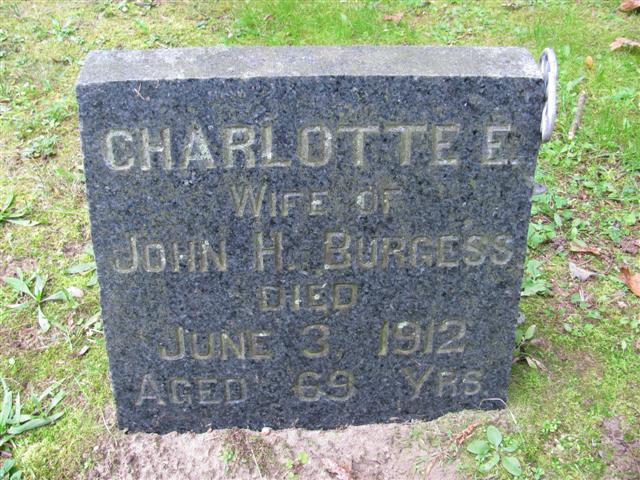 CHARLOTTE E.
WIFE OF
JOHN H. BURGESS
DIED
JUNE 3, 1912
AGED 69 YRS.